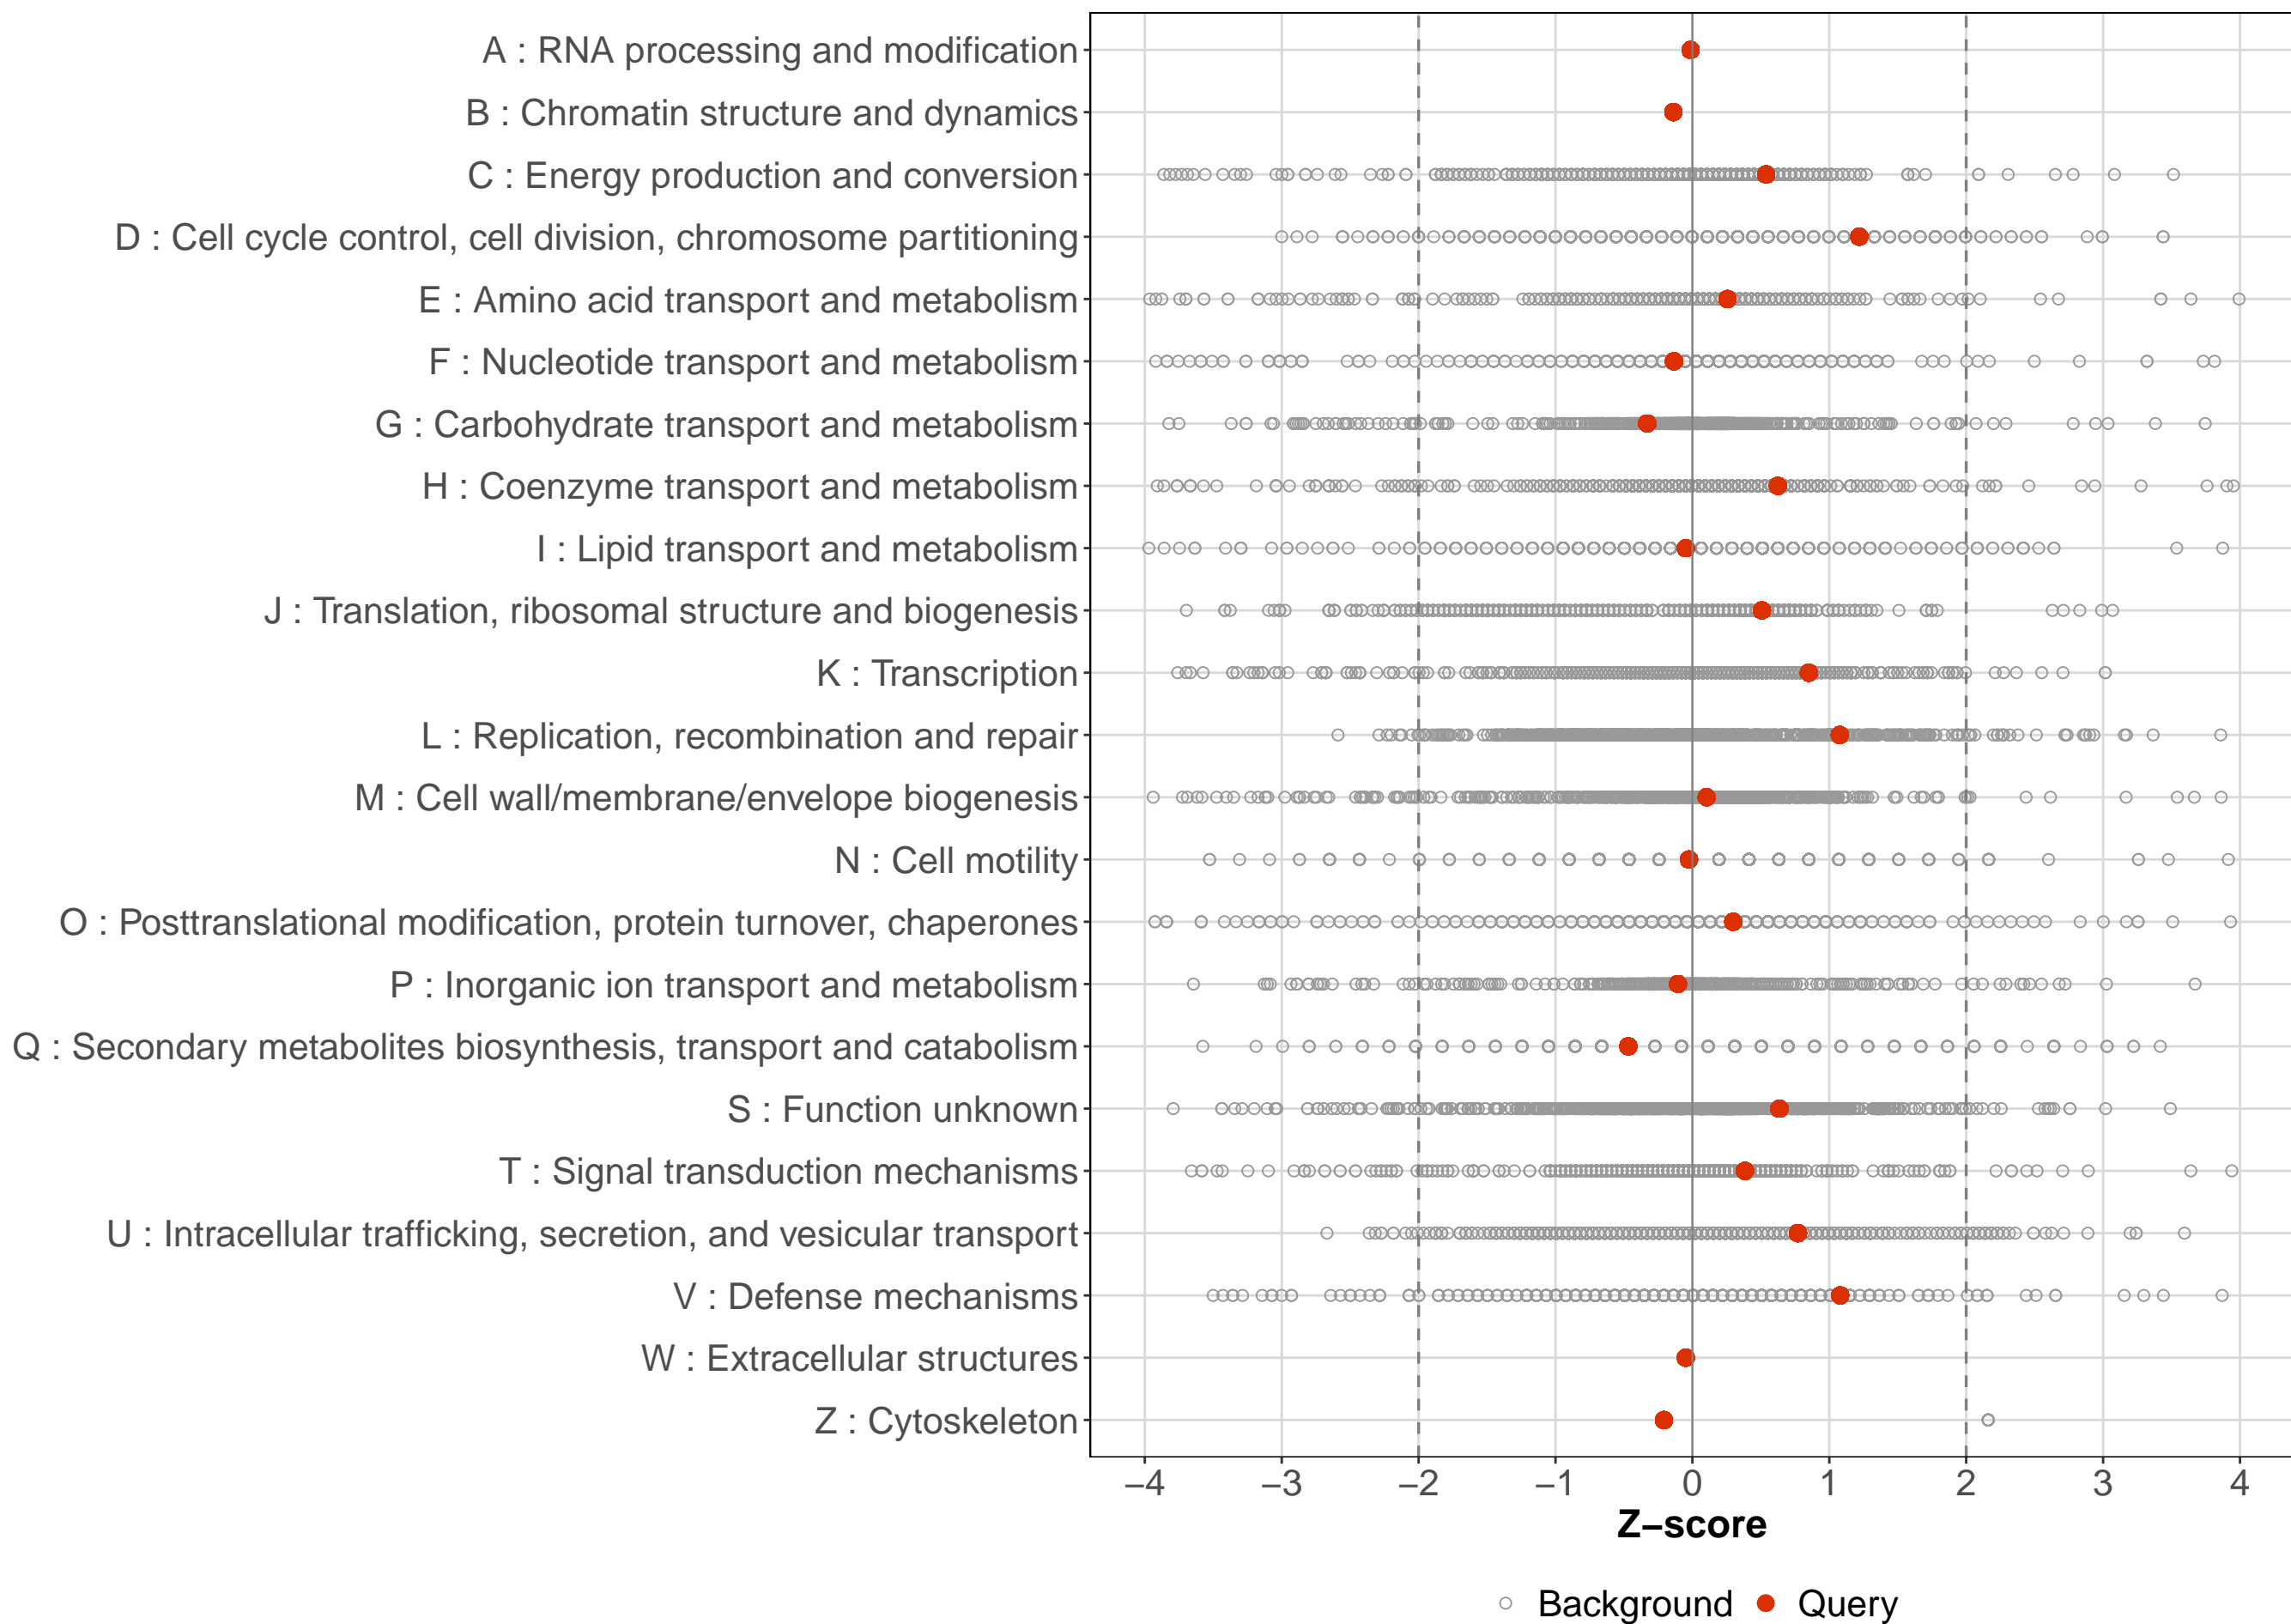 A : RNA processing and modification
B : Chromatin structure and dynamics
C : Energy production and conversion
D : Cell cycle control, cell division, chromosome partitioning
E : Amino acid transport and metabolism
F : Nucleotide transport and metabolism
G : Carbohydrate transport and metabolism
H : Coenzyme transport and metabolism
I : Lipid transport and metabolism
J : Translation, ribosomal structure and biogenesis
K : Transcription
L : Replication, recombination and repair
M : Cell wall/membrane/envelope biogenesis
N : Cell motility
O : Posttranslational modification, protein turnover, chaperones
P : Inorganic ion transport and metabolism
Q : Secondary metabolites biosynthesis, transport and catabolism
S : Function unknown
T : Signal transduction mechanisms
U : Intracellular trafficking, secretion, and vesicular transport
V : Defense mechanisms
W : Extracellular structures
Z : Cytoskeleton
−4 −3 −2 −1 0 1 2 3 4
Z−score
Background Query